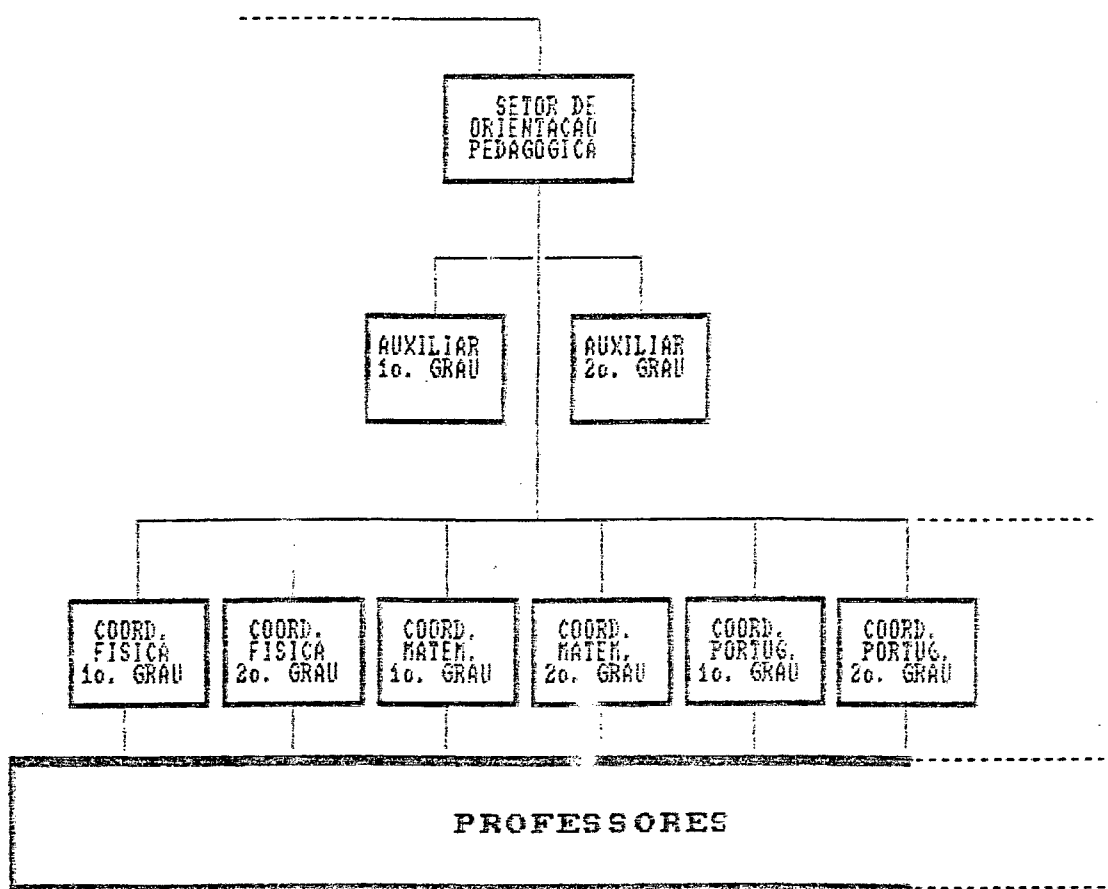 SETOR DE
ORIENTACAO
PEDAGOGICA
AUXILIAR
1o. GRAU
AUXILIAR
2o. GRAU
COORD.
FISICA
1o. GRAU
COORD.
FISICA
2o. GRAU
COORD.
MATEM.
1o. GRAU
COORD.
MATEM.
2o. GRAU
COORD.
PORTUG.
1o. GRAU
COORD.
PORTUG.
2o. GRAU
PROFESSORES